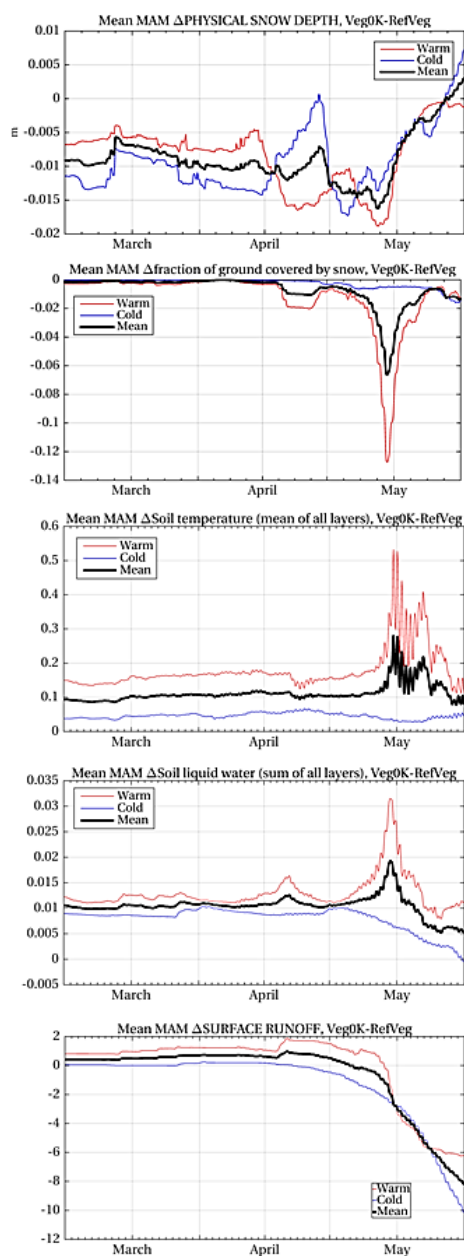 Mean MAM ΔPHYSICAL SNOW DEPTH, Veg0K-RefVeg
0.01
0.005
0
-0.005
-0.01
-0.015
-0.02
m
Warm
Cold
Mean
March April May
Mean MAM Δfraction of ground covered by snow, Veg0K-RefVeg
0
-0.02
-0.04
-0.06
-0.08
-0.1
-0.12
-0.14
Warm
Cold
Mean
March April May
Mean MAM ΔSoil temperature (mean of all layers), Veg0K-RefVeg
0.6
0.5
0.4
0.3
0.2
0.1
0
Warm
Cold
Mean
March April May
Mean MAM ΔSoil liquid water (sum of all layers), Veg0K-RefVeg
0.035
0.03
0.025
0.02
0.015
0.01
0.005
0
-0.005
Warm
Cold
Mean
March April May
Mean MAM ΔSURFACE RUNOFF, Veg0K-RefVeg
2
0
-2
-4
-6
-8
-10
-12
Warm
Cold
Mean
March April May